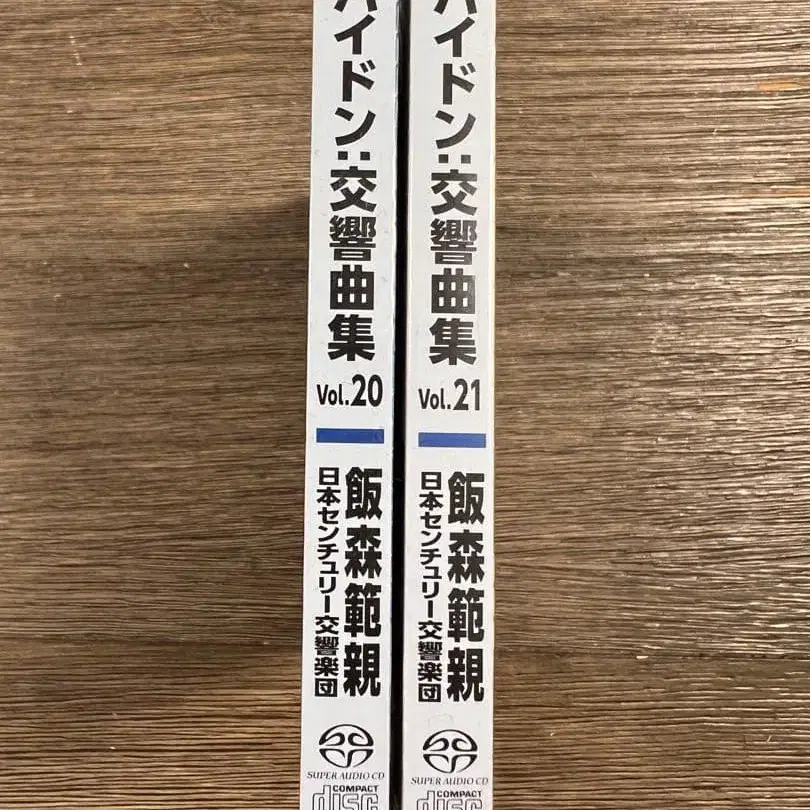 ハイドン:交響曲集
Vol.20
飯森範親
日本センチュリー交響楽団
SUPER AUDIO CD
COMPACT
disc
ハイドン:交響曲集
Vol.21
飯森範親
日本センチュリー交響楽団
SUPER AUDIO CD
COMPACT
disc